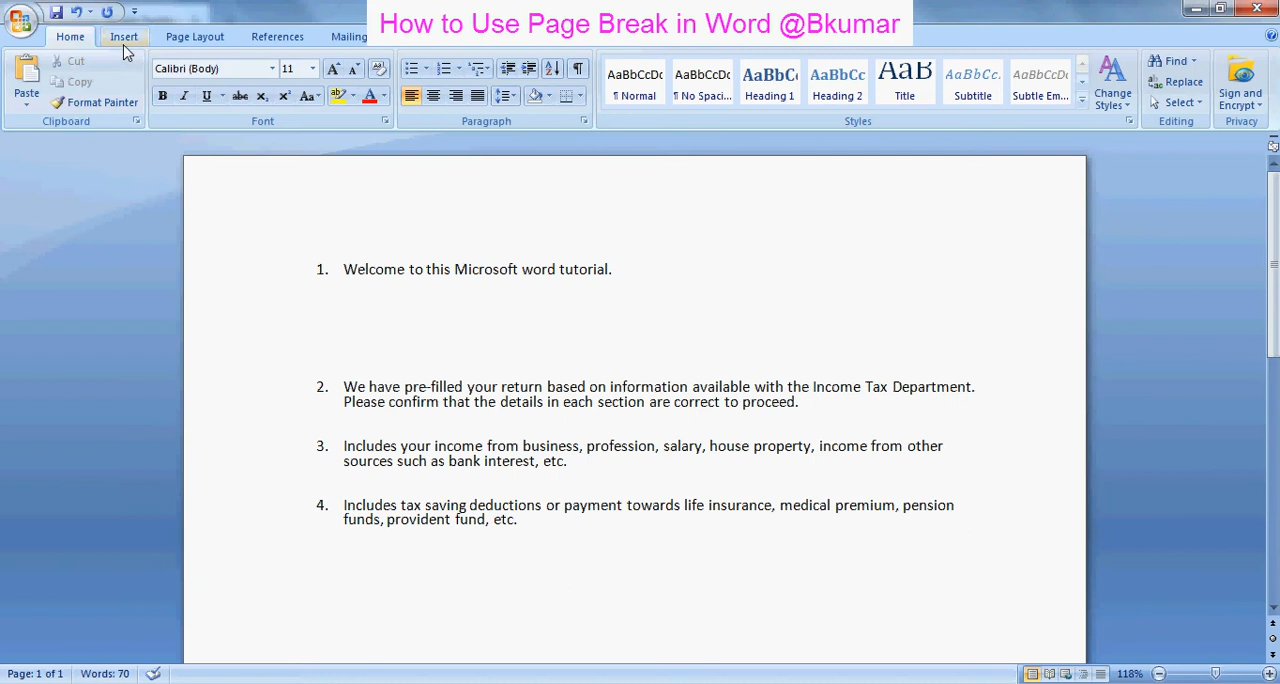 How to Use Page Break in Word @Bkumar
Home Insert Page Layout References Mailing
Paste Cut Copy Format Painter
Calibri (Body) 11
B I U abc X₂ X² Aa ab A
AaBbCcDc AaBbCcDc AaBbC AaBbCc AaB AaBbCc. AaBbCcDc
¶ Normal ¶ No Spaci... Heading 1 Heading 2 Title Subtitle Subtle Em...
Change Styles
Find Replace Select
Sign and Encrypt
Clipboard Font Paragraph Styles Editing Privacy
1. Welcome to this Microsoft word tutorial.
2. We have pre-filled your return based on information available with the Income Tax Department.
Please confirm that the details in each section are correct to proceed.
3. Includes your income from business, profession, salary, house property, income from other
sources such as bank interest, etc.
4. Includes tax saving deductions or payment towards life insurance, medical premium, pension
funds, provident fund, etc.
Page: 1 of 1 Words: 70 118%